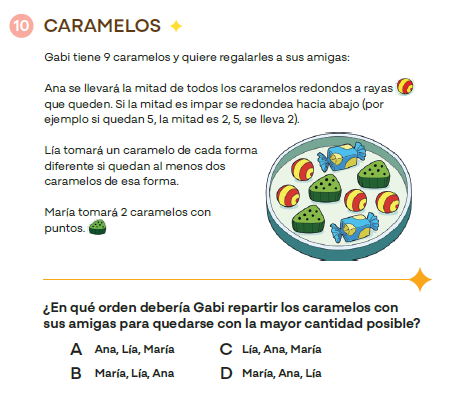 10 CARAMELOS
Gabi tiene 9 caramelos y quiere regalarles a sus amigas:
Ana se llevará la mitad de todos los caramelos redondos a rayas
que queden. Si la mitad es impar se redondea hacia abajo (por
ejemplo si quedan 5, la mitad es 2, 5, se lleva 2).
Lía tomará un caramelo de cada forma
diferente si quedan al menos dos
caramelos de esa forma.
María tomará 2 caramelos con
puntos.
¿En qué orden debería Gabi repartir los caramelos con
sus amigas para quedarse con la mayor cantidad posible?
A Ana, Lía, María
C Lía, Ana, María
B María, Lía, Ana
D María, Ana, Lía